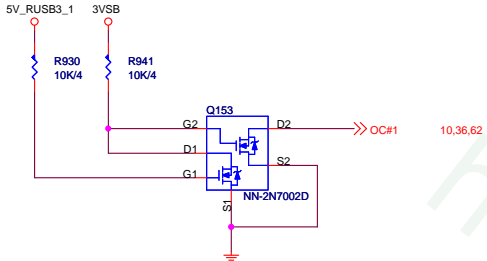 5V_RUSB3_1 3VSB
R930 R941
10K/4 10K/4
Q153
G2 D2 OC#1 10,36,62
D1 S2
G1
NN-2N7002D
S1